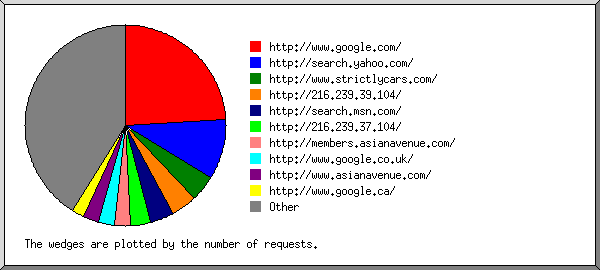 http://www.google.com/
http://search.yahoo.com/
http://www.strictlycars.com/
http://216.239.39.104/
http://search.msn.com/
http://216.239.37.104/
http://members.asianavenue.com/
http://www.google.co.uk/
http://www.asianavenue.com/
http://www.google.ca/
Other
The wedges are plotted by the number of requests.